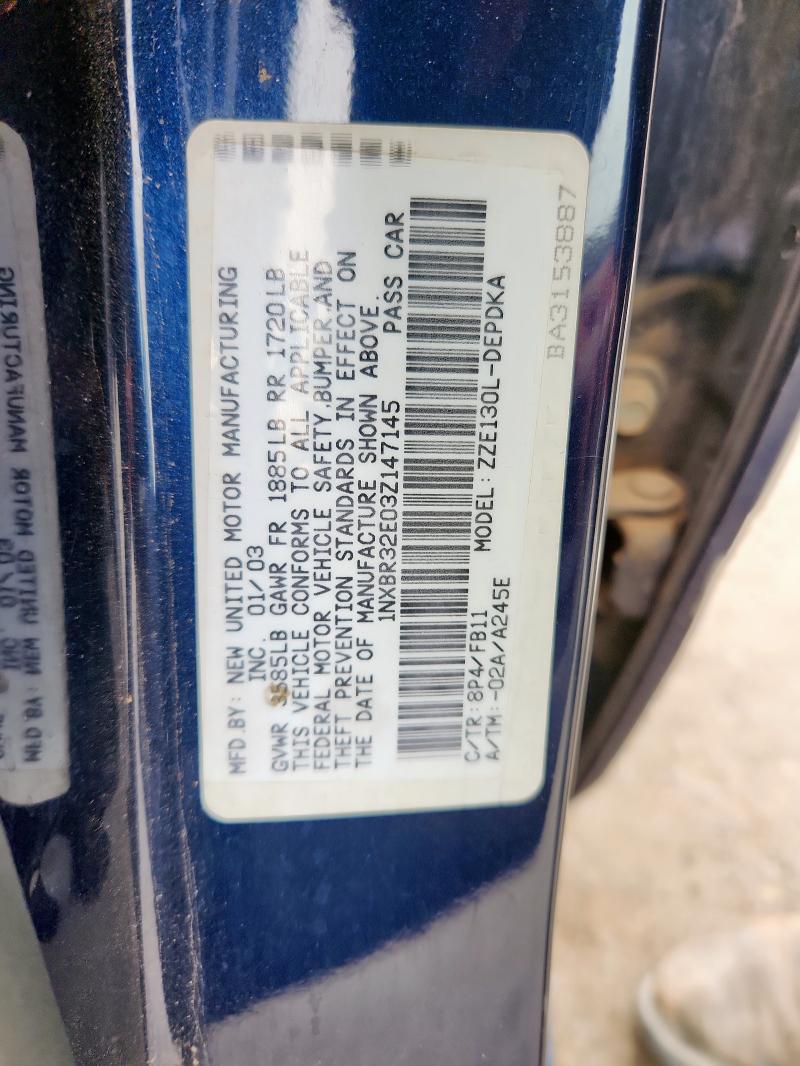 MFD.BY: NEW UNITED MOTOR MANUFACTURING
INC. 01/03
GVWR 3585LB GAWR FR 1885LB RR 1720LB
THIS VEHICLE CONFORMS TO ALL APPLICABLE
FEDERAL MOTOR VEHICLE SAFETY,BUMPER,AND
THEFT PREVENTION STANDARDS IN EFFECT ON
THE DATE OF MANUFACTURE SHOWN ABOVE.
1NXBR32E03Z147145 PASS CAR
C/TR:8P4/FB11 MODEL:ZZE130L-DEPDKA
A/TM:-02A/A245E
BA3153887